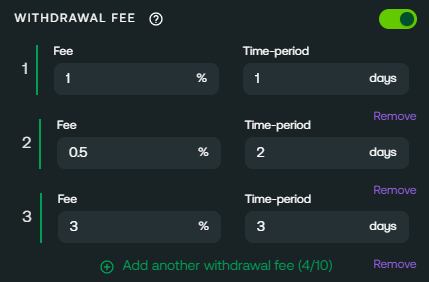 WITHDRAWAL FEE ?
Fee Time-period
1 1 % 1 days
Remove
Fee Time-period
2 0.5 % 2 days
Remove
Fee Time-period
3 3 % 3 days
Add another withdrawal fee (4/10) Remove